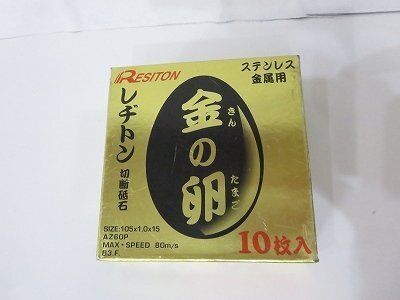 RESITON
ステンレス
金属用
レヂトン
切断砥石
金の卵
きん
たまご
SIZE:105x1.0x15
AZ60P
MAX・SPEED 80m/s
B.F.
10枚入